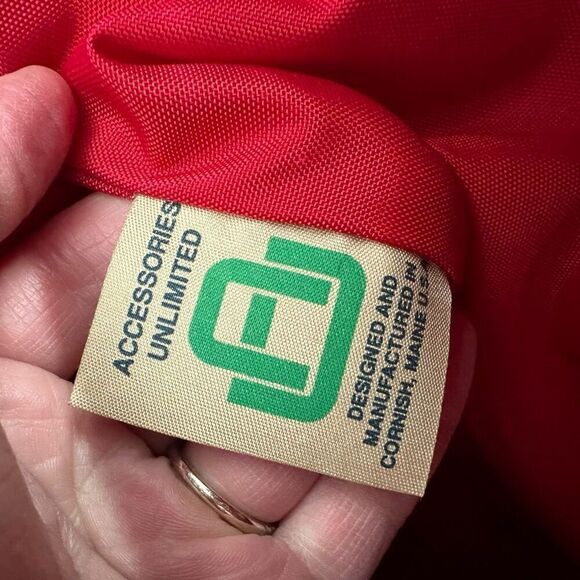 ACCESSORIES
UNLIMITED
DESIGNED AND
MANUFACTURED IN
CORNISH, MAINE U.S.